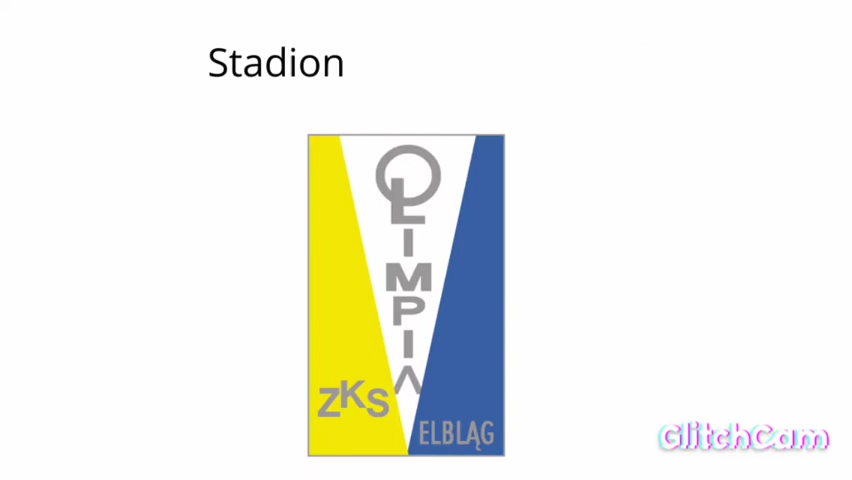 Stadion
OLIMPIA
ZKS
ELBLĄG
GlitchCam